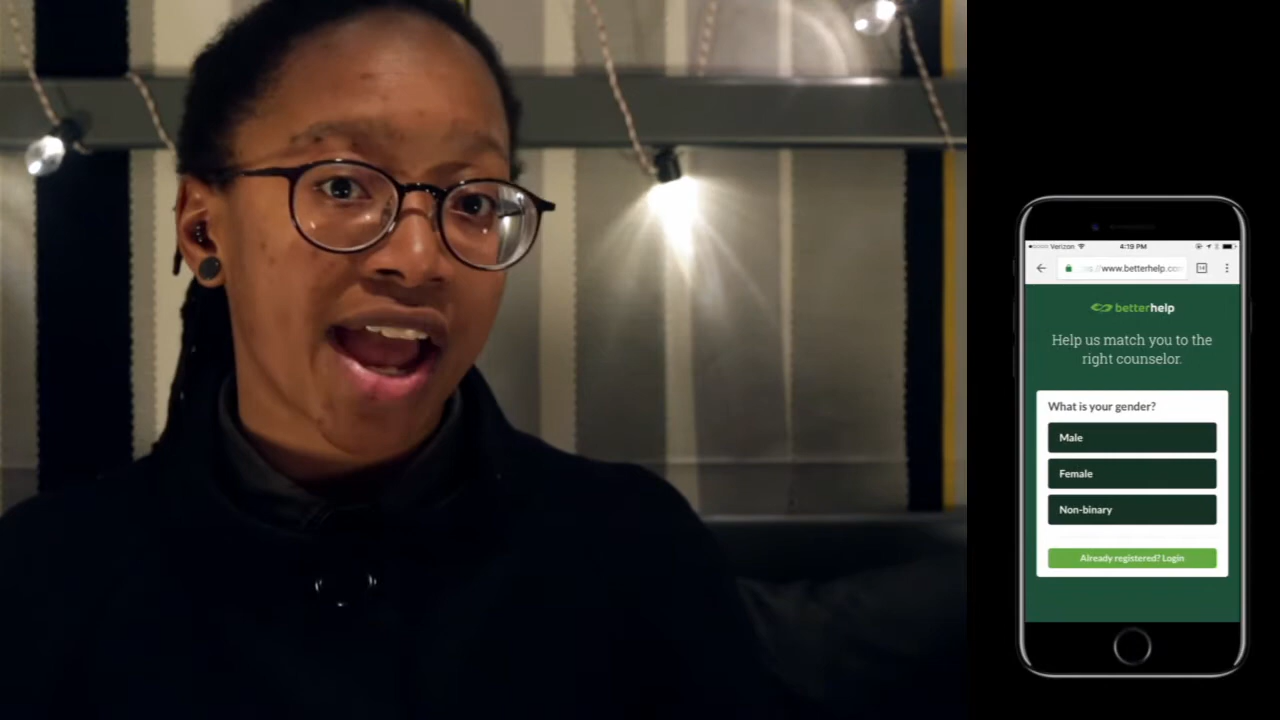 Verizon
4:19 PM
//www.betterhelp.co
betterhelp
Help us match you to the
right counselor.
What is your gender?
Male
Female
Non-binary
Already registered? Login